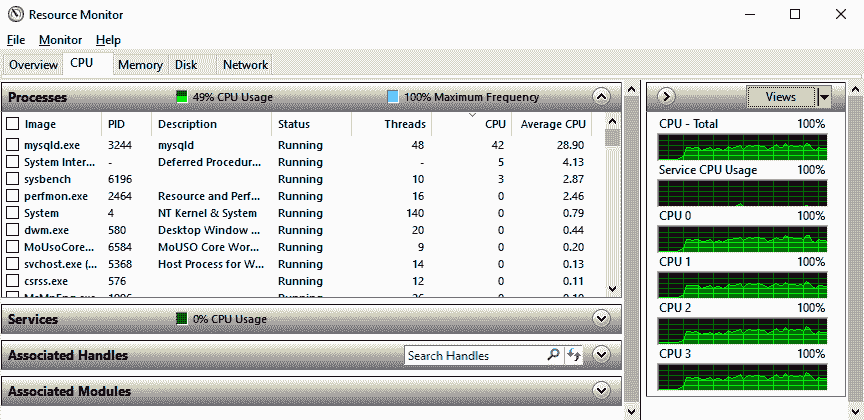 Resource Monitor
File Monitor Help
Overview CPU Memory Disk Network
Processes 49% CPU Usage 100% Maximum Frequency
Image PID Description Status Threads CPU Average CPU
mysqld.exe 3244 mysqld Running 48 42 28.90
System Inter... - Deferred Procedur... Running - 5 4.13
sysbench 6196 Running 10 3 2.87
perfmon.exe 2464 Resource and Perf... Running 16 0 2.46
System 4 NT Kernel & System Running 140 0 0.79
dwm.exe 580 Desktop Window ... Running 20 0 0.44
MoUsoCore... 6584 MoUSO Core Wor... Running 9 0 0.20
svchost.exe (... 5368 Host Process for W... Running 14 0 0.13
csrss.exe 576 Running 12 0 0.11
Services 0% CPU Usage
Associated Handles Search Handles
Associated Modules
Views
CPU - Total 100%
Service CPU Usage 100%
CPU 0 100%
CPU 1 100%
CPU 2 100%
CPU 3 100%